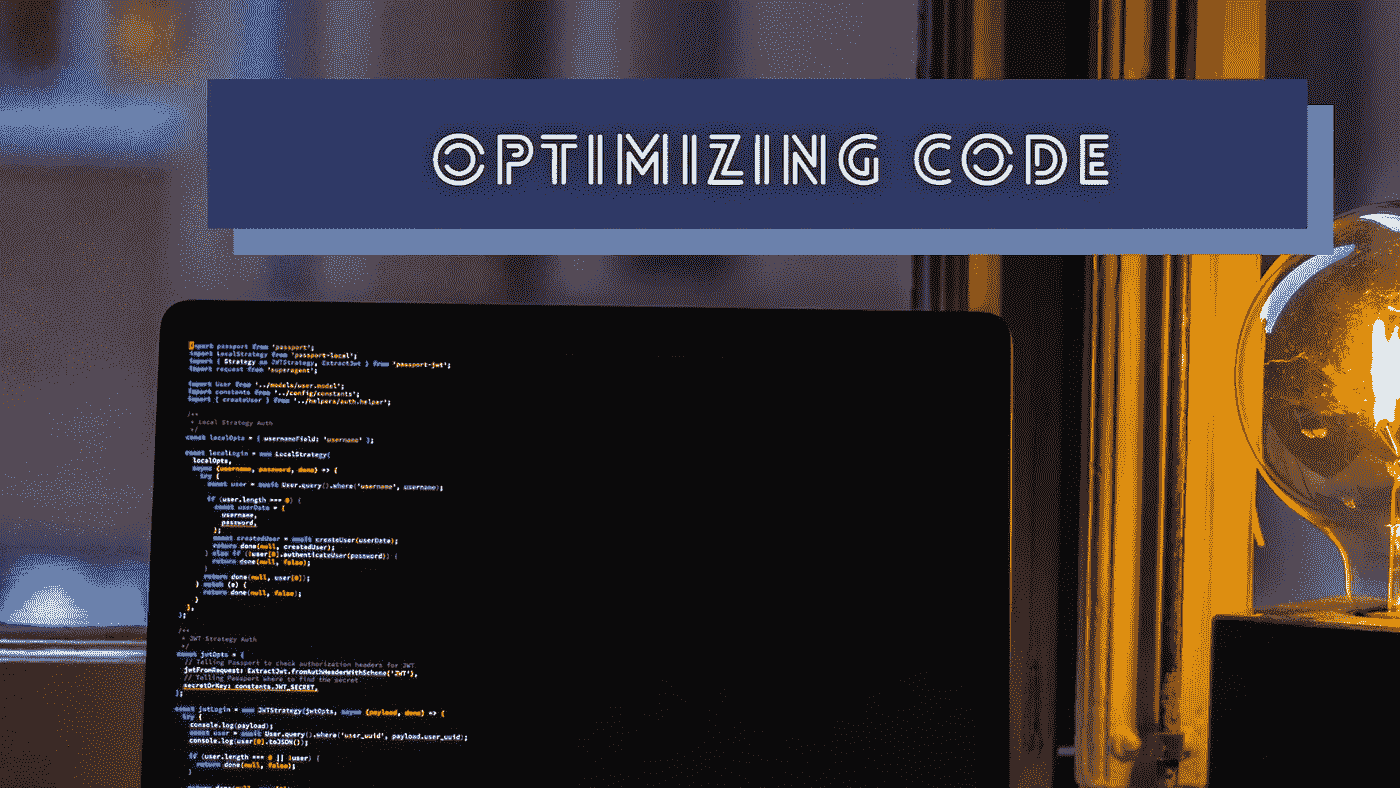 OPTIMIZING CODE
import passport from 'passport';
import LocalStrategy from 'passport-local';
import { Strategy as JWTStrategy, ExtractJwt } from 'passport-jwt';
import request from 'superagent';
import User from '../models/user.model';
import constants from '../config/constants';
import { createUser } from '../helpers/auth.helper';
/**
* Local Strategy Auth
*/
const localOpts = { usernameField: 'username' };
const localLogin = new LocalStrategy(
localOpts,
async (username, password, done) => {
try {
const user = await User.query().where('username', username);
if (user.length === 0) {
const userData = {
username,
password,
};
const createdUser = await createUser(userData);
return done(null, createdUser);
} else if (!user[0].authenticateUser(password)) {
return done(null, false);
}
return done(null, user[0]);
} catch (e) {
return done(null, false);
}
},
);
/**
* JWT Strategy Auth
*/
const jwtOpts = {
// Telling Passport to check authorization headers for JWT
jwtFromRequest: ExtractJwt.fromAuthHeaderWithScheme('JWT'),
// Telling Passport where to find the secret
secretOrKey: constants.JWT_SECRET,
};
const jwtLogin = new JWTStrategy(jwtOpts, async (payload, done) => {
try {
console.log(payload);
const user = await User.query().where('user_uuid', payload.user_uuid);
console.log(user[0].toJSON());
if (user.length === 0 || !user) {
return done(null, false);
}